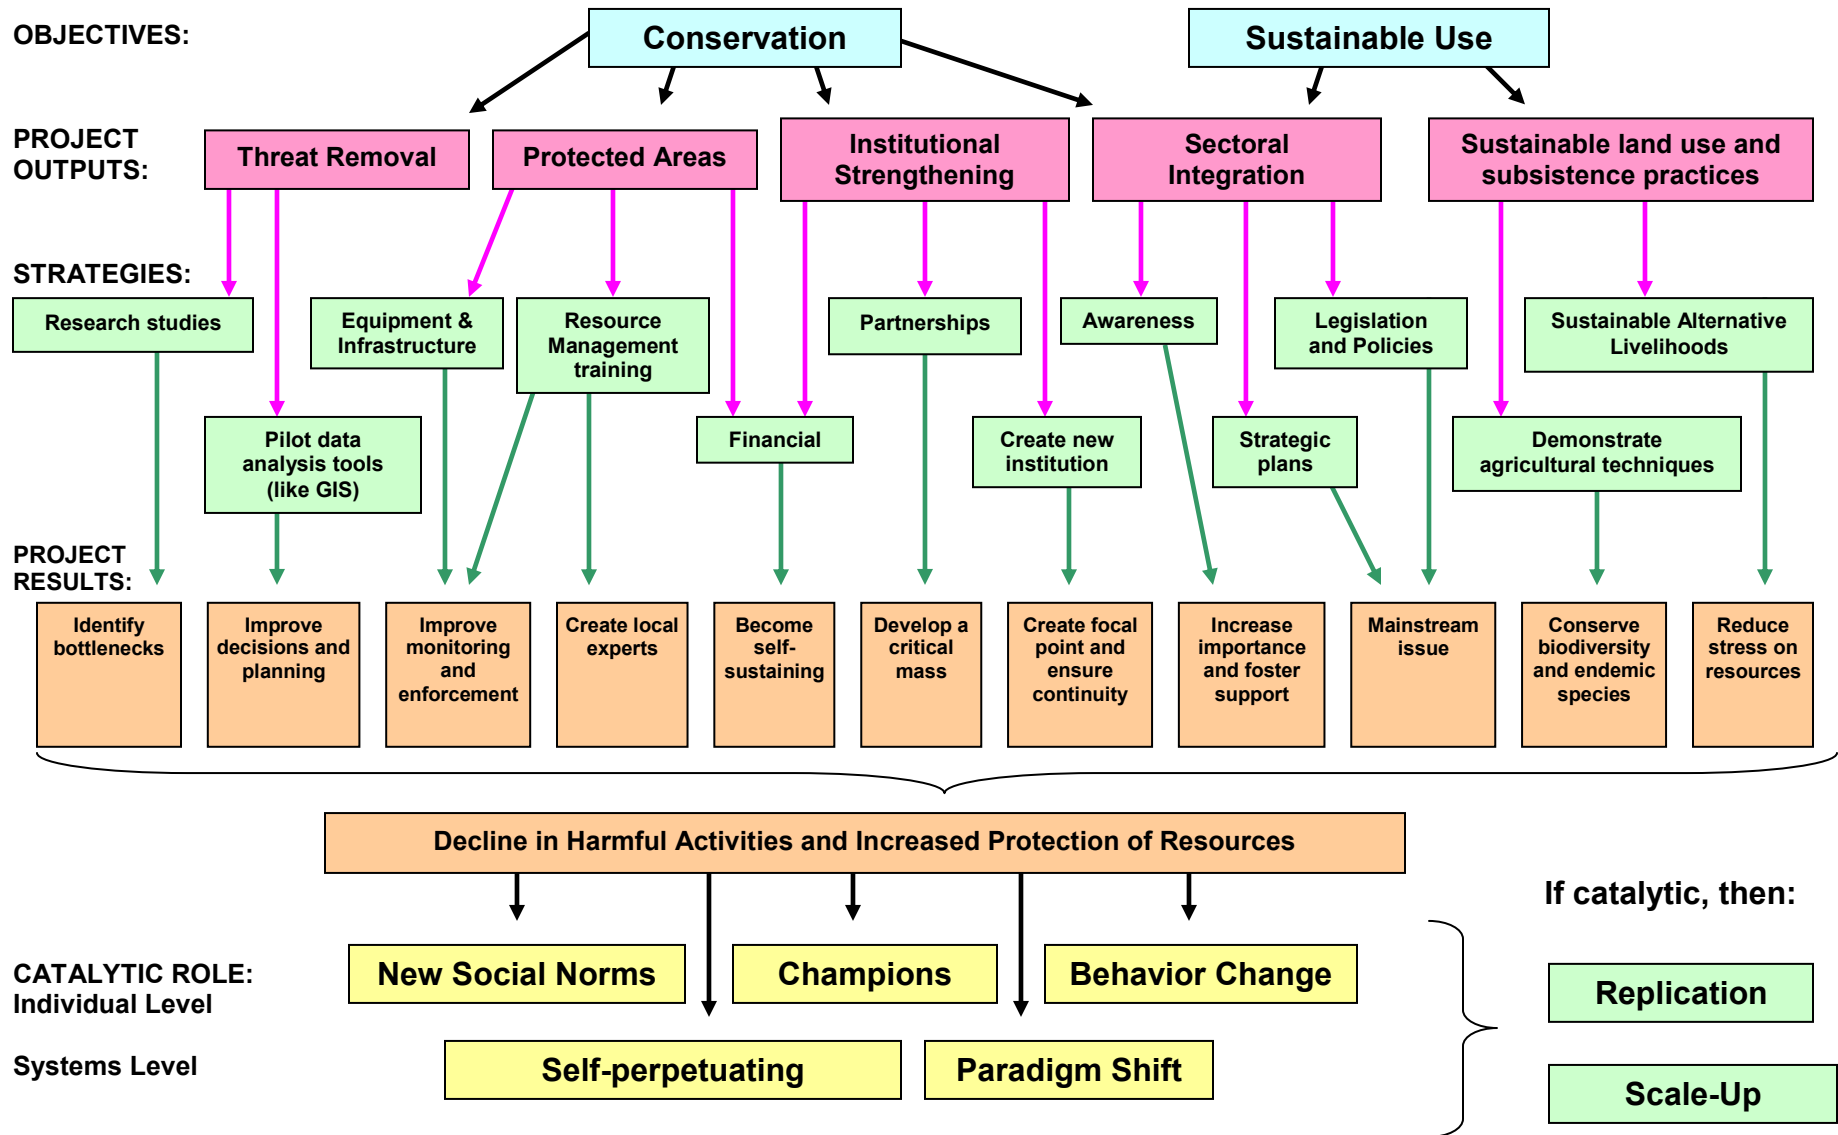 OBJECTIVES:
Conservation
Sustainable Use
PROJECT
OUTPUTS:
Threat Removal
Protected Areas
Institutional
Strengthening
Sectoral
Integration
Sustainable land use and
subsistence practices
STRATEGIES:
Research studies
Equipment &
Infrastructure
Resource
Management
training
Partnerships
Awareness
Legislation
and Policies
Sustainable Alternative
Livelihoods
Pilot data
analysis tools
(like GIS)
Financial
Create new
institution
Strategic
plans
Demonstrate
agricultural techniques
PROJECT
RESULTS:
Identify
bottlenecks
Improve
decisions and
planning
Improve
monitoring
and
enforcement
Create local
experts
Become
self-
sustaining
Develop a
critical
mass
Create focal
point and
ensure
continuity
Increase
importance
and foster
support
Mainstream
issue
Conserve
biodiversity
and endemic
species
Reduce
stress on
resources
Decline in Harmful Activities and Increased Protection of Resources
If catalytic, then:
CATALYTIC ROLE:
Individual Level
New Social Norms
Champions
Behavior Change
Replication
Systems Level
Self-perpetuating
Paradigm Shift
Scale-Up